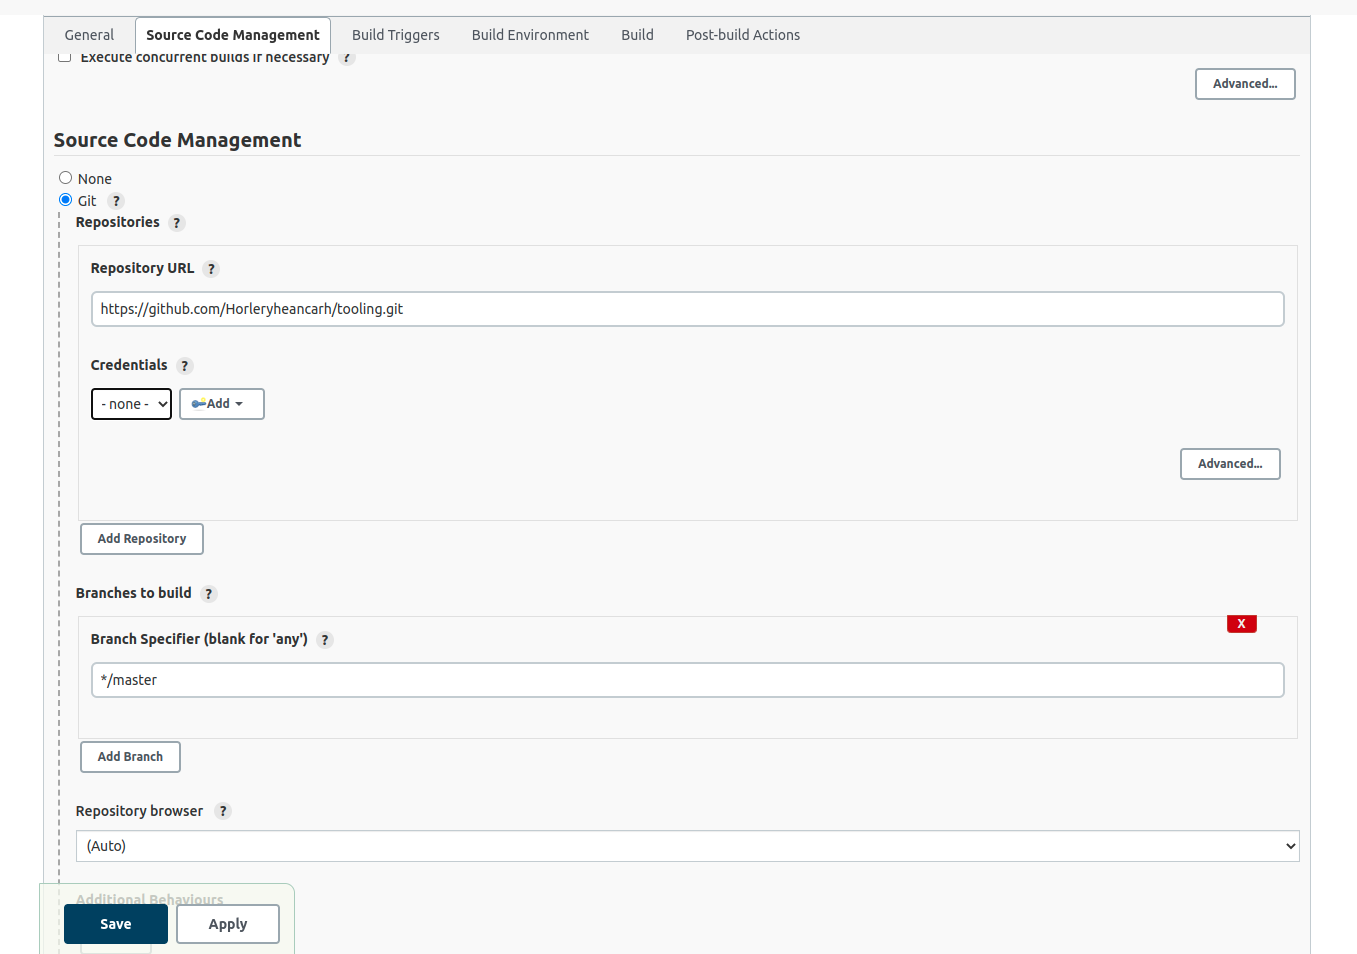 General Source Code Management Build Triggers Build Environment Build Post-build Actions
Execute concurrent builds if necessary ?
Advanced...
Source Code Management
None
Git ?
Repositories ?
Repository URL ?
https://github.com/Horleryheancarh/tooling.git
Credentials ?
- none - Add
Advanced...
Add Repository
Branches to build ?
X
Branch Specifier (blank for 'any') ?
*/master
Add Branch
Repository browser ?
(Auto)
Additional Behaviours
Save Apply